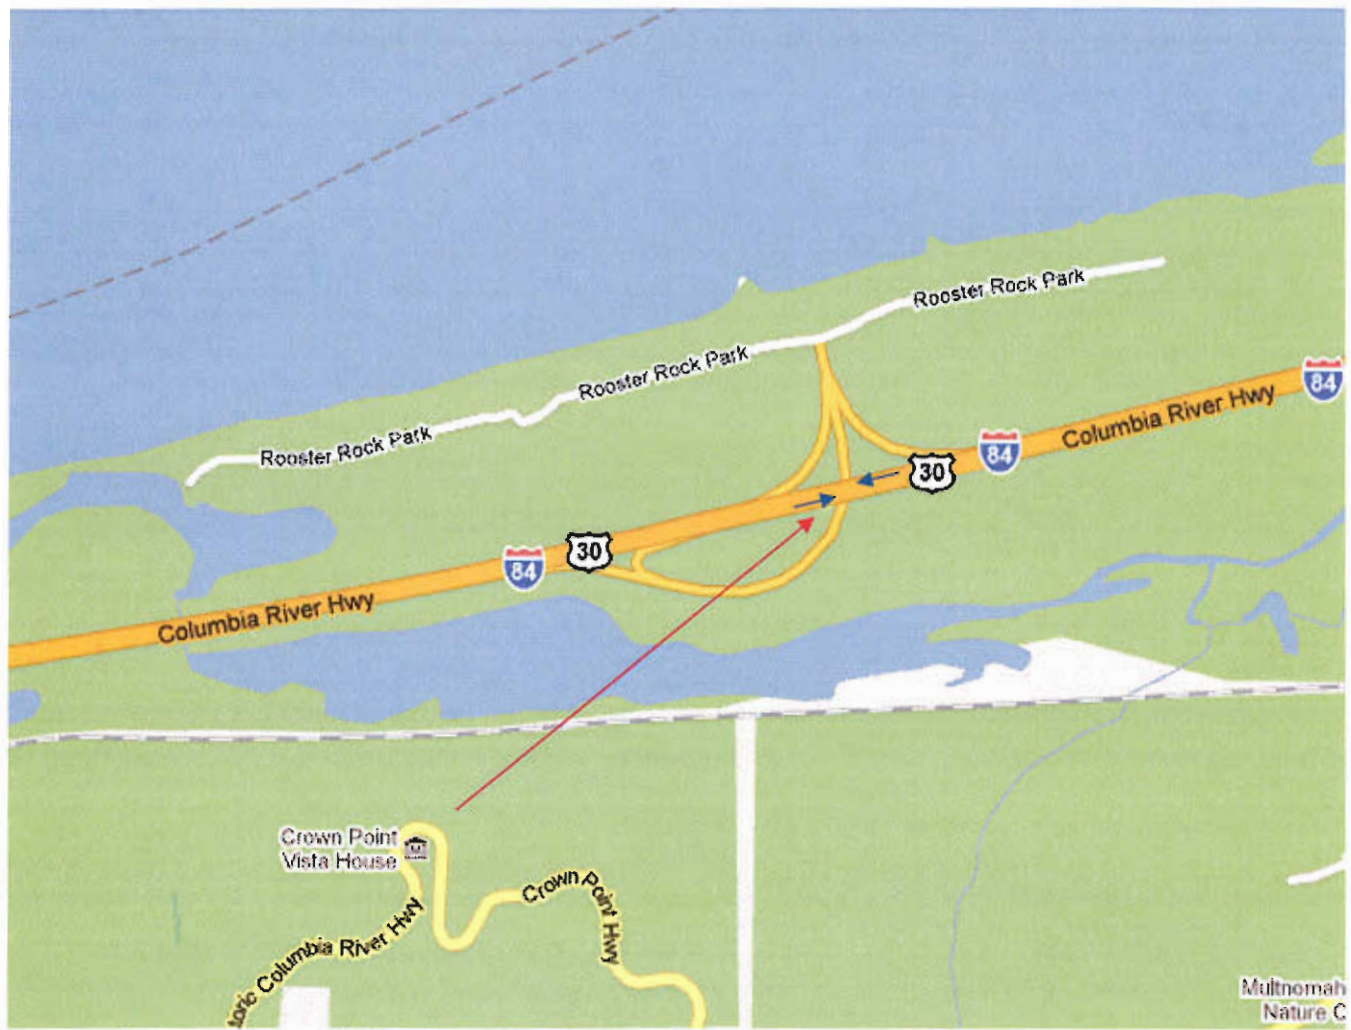 Rooster Rock Park
84
Rooster Rock Park
Columbia River Hwy
Rooster Rock Park
84
30
30
84
Columbia River Hwy
Crown Point
Vista House
Crown Point Hwy
Columbia River Hwy
Multnomah
Nature